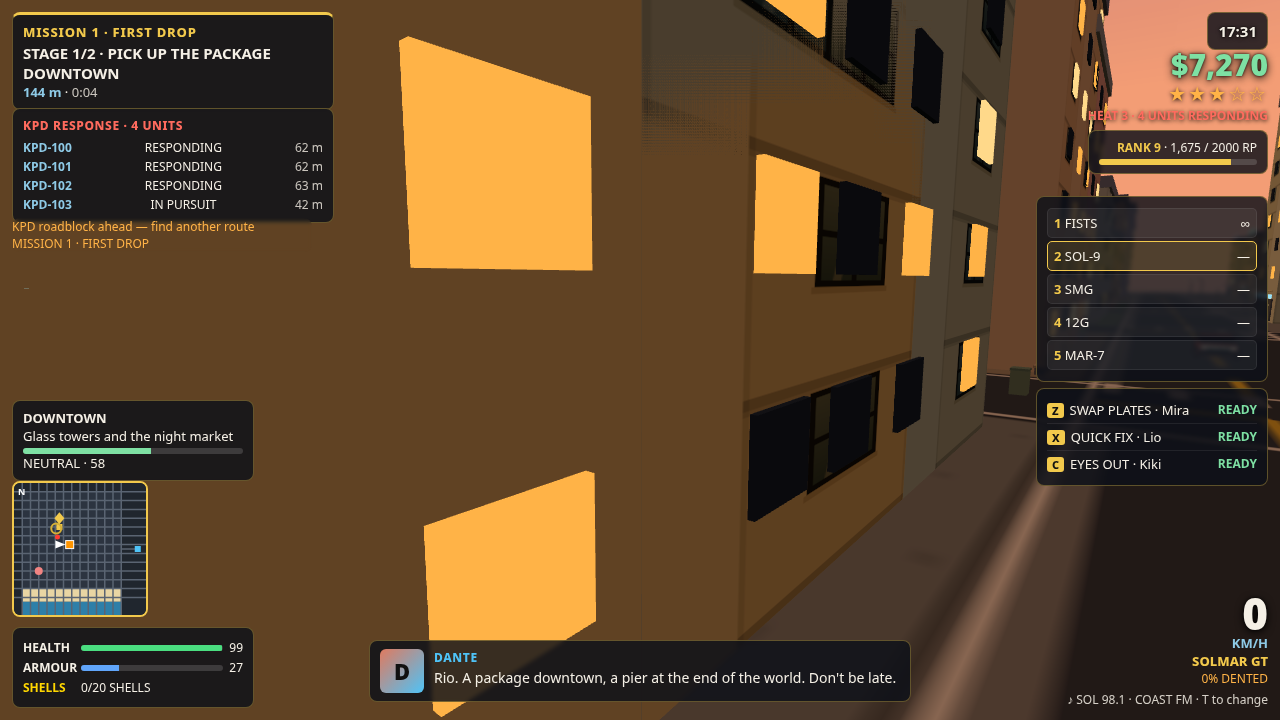 MISSION 1 · FIRST DROP
STAGE 1/2 · PICK UP THE PACKAGE
DOWNTOWN
144 m · 0:04
KPD RESPONSE · 4 UNITS
KPD-100 RESPONDING 62 m
KPD-101 RESPONDING 62 m
KPD-102 RESPONDING 63 m
KPD-103 IN PURSUIT 42 m
KPD roadblock ahead — find another route
MISSION 1 · FIRST DROP
DOWNTOWN
Glass towers and the night market
NEUTRAL · 58
N
HEALTH 99
ARMOUR 27
SHELLS 0/20 SHELLS
D
DANTE
Rio. A package downtown, a pier at the end of the world. Don't be late.
17:31
$7,270
★★★☆☆
HEAT 3 · 4 UNITS RESPONDING
RANK 9 · 1,675 / 2000 RP
1 FISTS ∞
2 SOL-9 —
3 SMG —
4 12G —
5 MAR-7 —
Z SWAP PLATES · Mira READY
X QUICK FIX · Lio READY
C EYES OUT · Kiki READY
0
KM/H
SOLMAR GT
0% DENTED
♪ SOL 98.1 · COAST FM · T to change